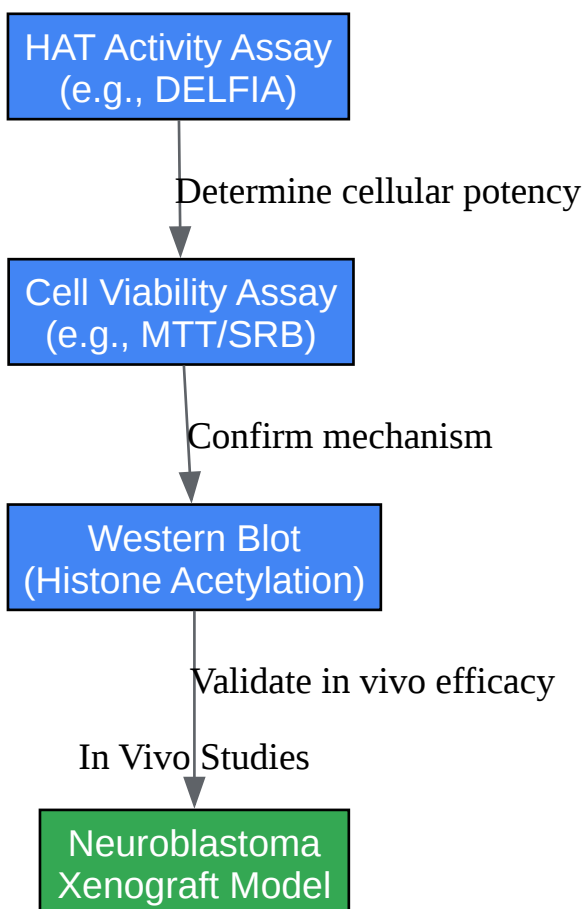 HAT Activity Assay
(e.g., DELFIA)
Determine cellular potency
Cell Viability Assay
(e.g., MTT/SRB)
Confirm mechanism
Western Blot
(Histone Acetylation)
Validate in vivo efficacy
In Vivo Studies
Neuroblastoma
Xenograft Model